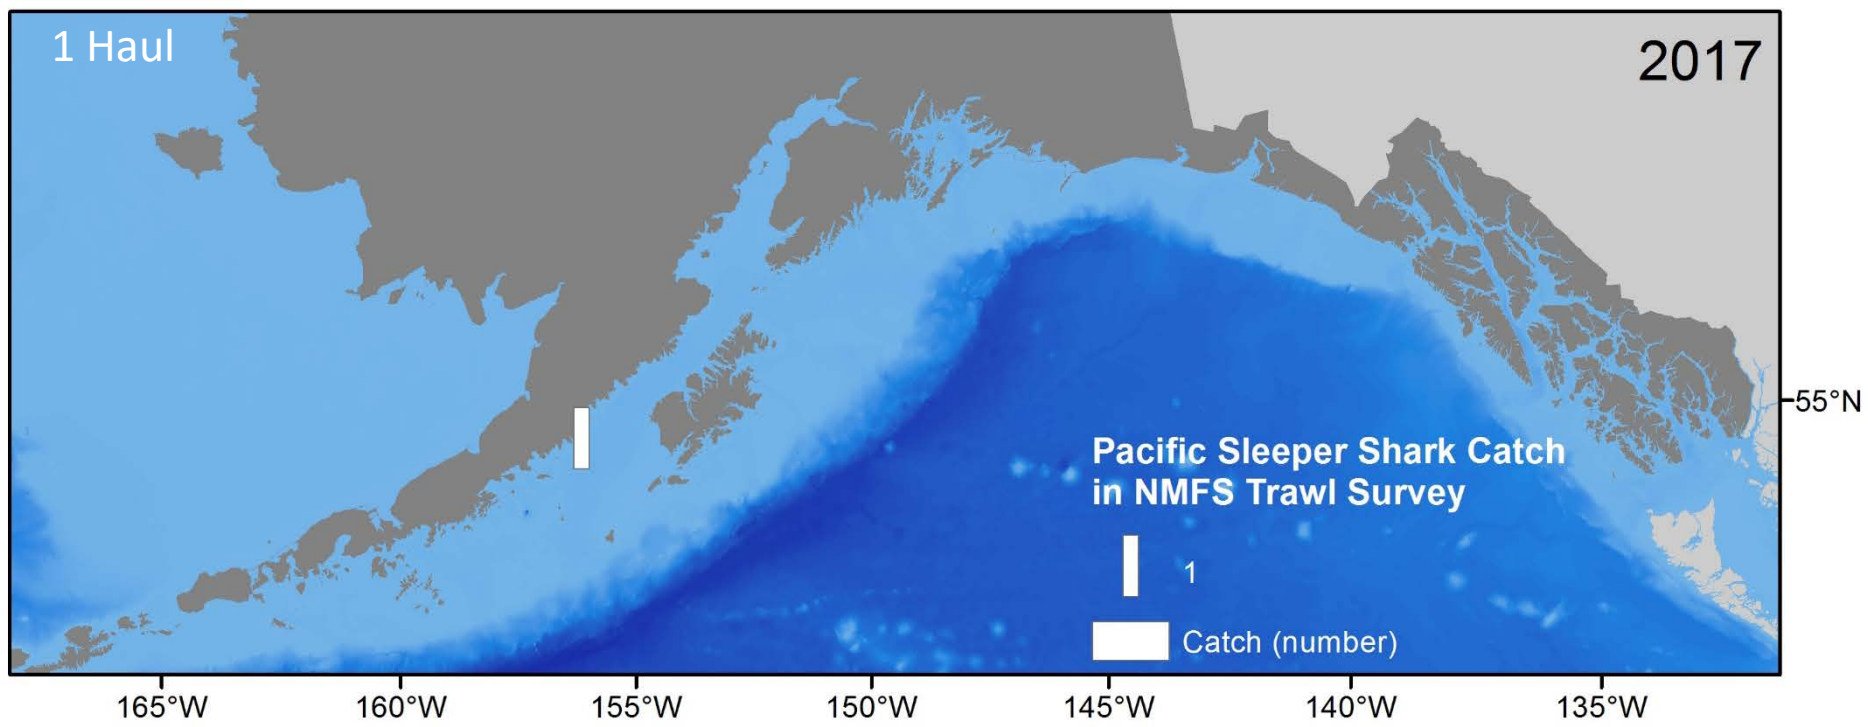 1 Haul
2017
55°N
Pacific Sleeper Shark Catch
in NMFS Trawl Survey
1
Catch (number)
165°W
160°W
155°W
150°W
145°W
140°W
135°W